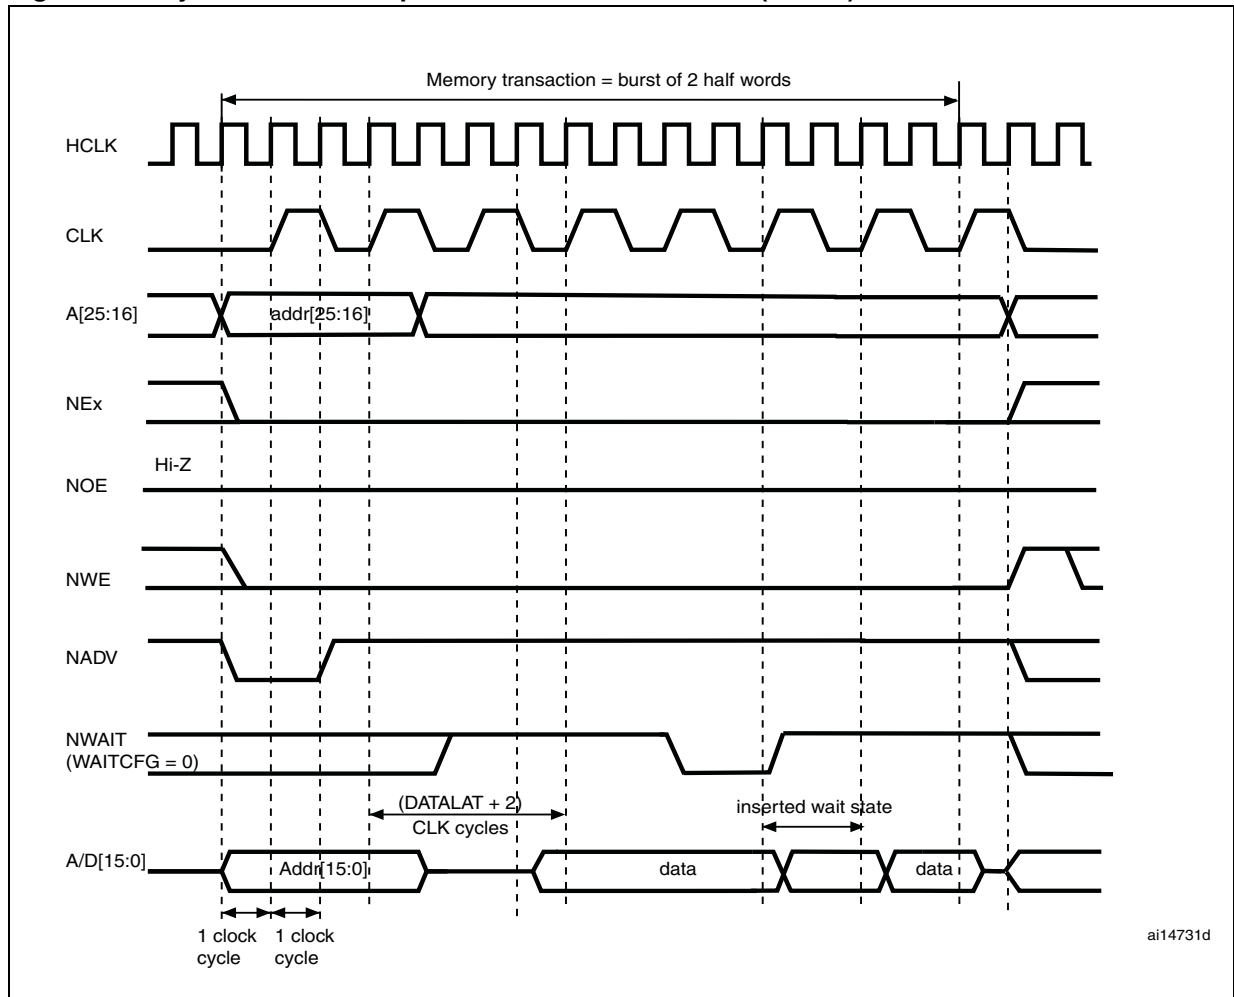 Memory transaction = burst of 2 half words
HCLK
CLK
A[25:16]
addr[25:16]
NEx
Hi-Z
NOE
NWE
NADV
NWAIT
(WAITCFG = 0)
(DATALAT + 2)
CLK cycles
inserted wait state
A/D[15:0]
Addr[15:0]
data
data
1 clock
cycle
1 clock
cycle
ai14731d